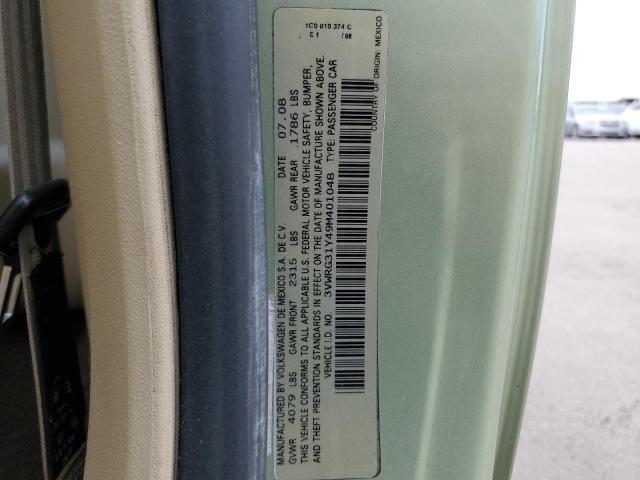 MANUFACTURED BY VOLKSWAGEN DE MEXICO S.A. DE C.V. DATE 07.08
GVWR 4079 LBS GAWR FRONT 2315 LBS GAWR REAR 1786 LBS
THIS VEHICLE CONFORMS TO ALL APPLICABLE U.S. FEDERAL MOTOR VEHICLE SAFETY, BUMPER,
AND THEFT PREVENTION STANDARDS IN EFFECT ON THE DATE OF MANUFACTURE SHOWN ABOVE.
VEHICLE I.D. NO. 3VWRG31Y49M401048 TYPE: PASSENGER CAR
COUNTRY OF ORIGIN: MEXICO
1C0 010 374 C